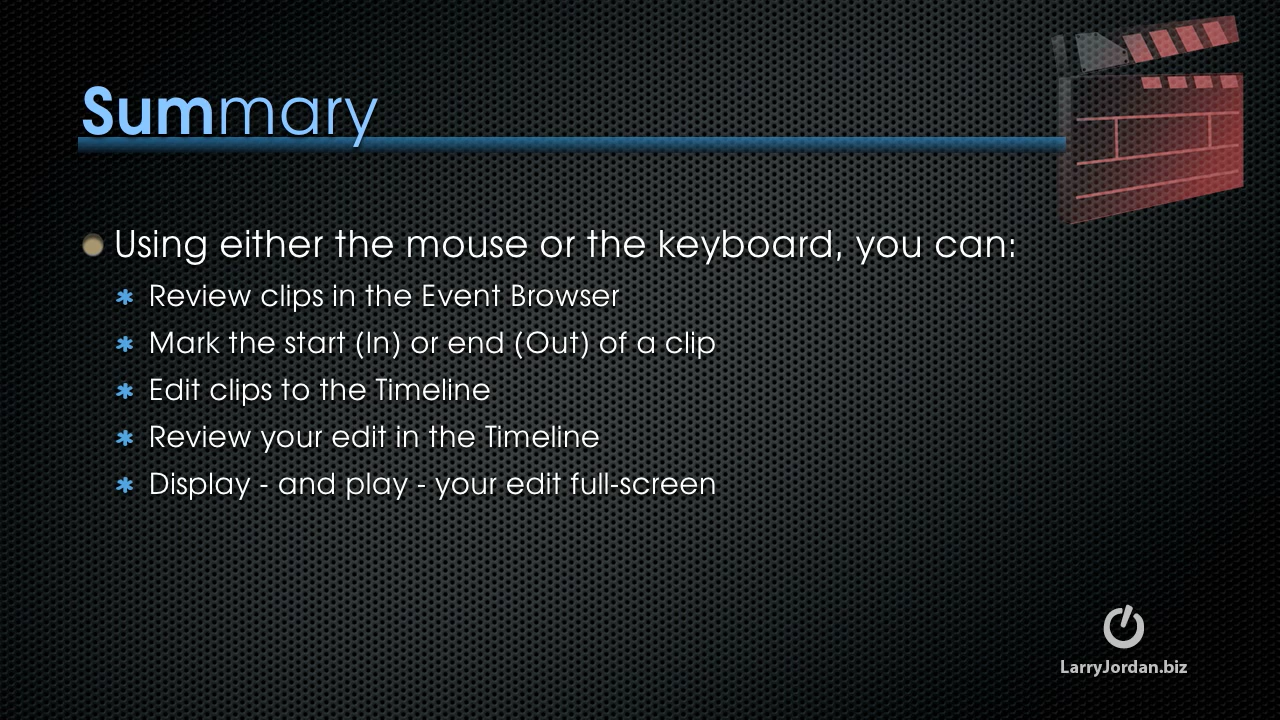 Summary
Using either the mouse or the keyboard, you can:
Review clips in the Event Browser
Mark the start (In) or end (Out) of a clip
Edit clips to the Timeline
Review your edit in the Timeline
Display - and play - your edit full-screen
LarryJordan.biz